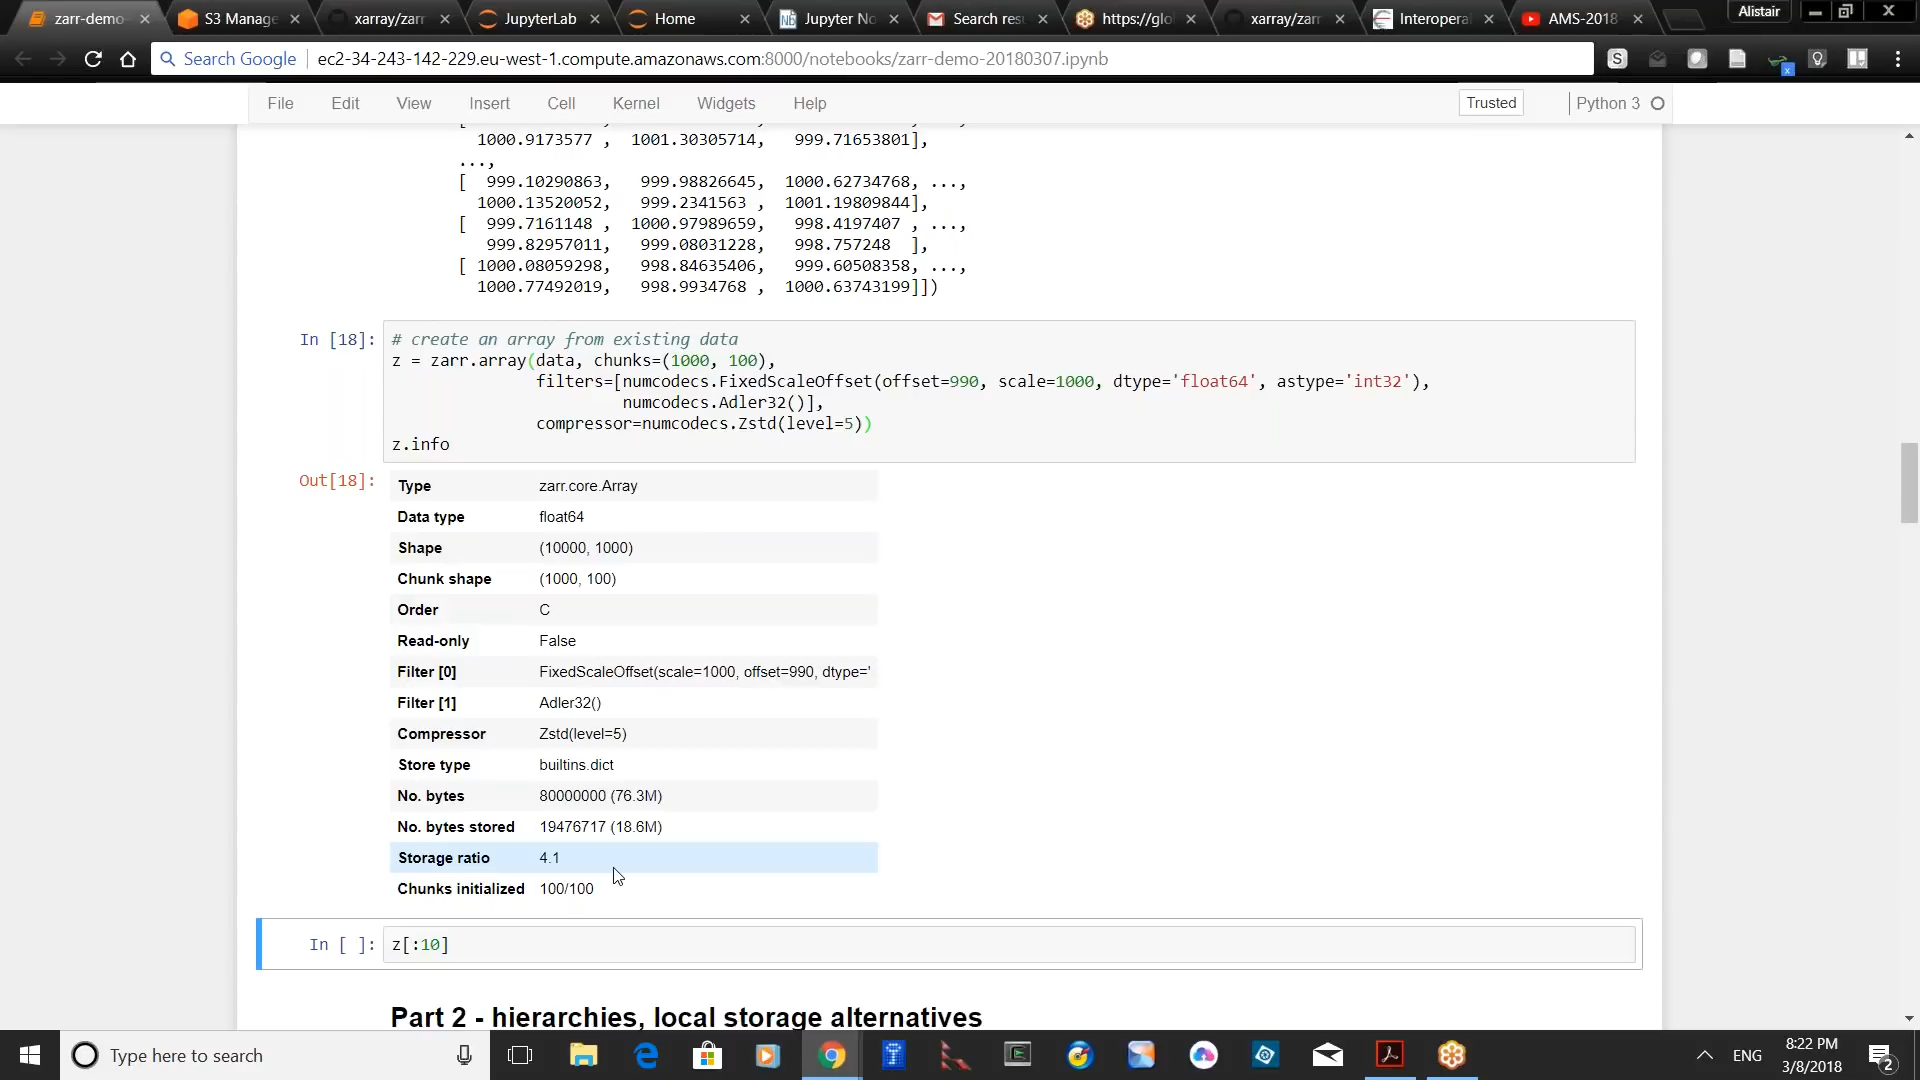 zarr-demo
S3 Manage
xarray/zarr
JupyterLab
Home
Jupyter No
Search res
https://glo
xarray/zarr
Interopera
AMS-2018
Alistair
Search Google
ec2-34-243-142-229.eu-west-1.compute.amazonaws.com:8000/notebooks/zarr-demo-20180307.ipynb
File Edit View Insert Cell Kernel Widgets Help
Trusted
Python 3
1000.9173577 , 1001.30305714, 999.71653801],
...,
[ 999.10290863, 999.98826645, 1000.62734768, ...,
1000.13520052, 999.2341563 , 1001.19809844],
[ 999.7161148 , 1000.97989659, 998.4197407 , ...,
999.82957011, 999.08031228, 998.757248 ],
[ 1000.08059298, 998.84635406, 999.60508358, ...,
1000.77492019, 998.9934768 , 1000.63743199]])
In [18]:
# create an array from existing data
z = zarr.array(data, chunks=(1000, 100),
filters=[numcodecs.FixedScaleOffset(offset=990, scale=1000, dtype='float64', astype='int32'),
numcodecs.Adler32()],
compressor=numcodecs.Zstd(level=5))
z.info
Out[18]:
Type zarr.core.Array
Data type float64
Shape (10000, 1000)
Chunk shape (1000, 100)
Order C
Read-only False
Filter [0] FixedScaleOffset(scale=1000, offset=990, dtype='
Filter [1] Adler32()
Compressor Zstd(level=5)
Store type builtins.dict
No. bytes 80000000 (76.3M)
No. bytes stored 19476717 (18.6M)
Storage ratio 4.1
Chunks initialized 100/100
In [ ]: z[:10]
Part 2 - hierarchies, local storage alternatives
Type here to search
ENG
8:22 PM
3/8/2018
2